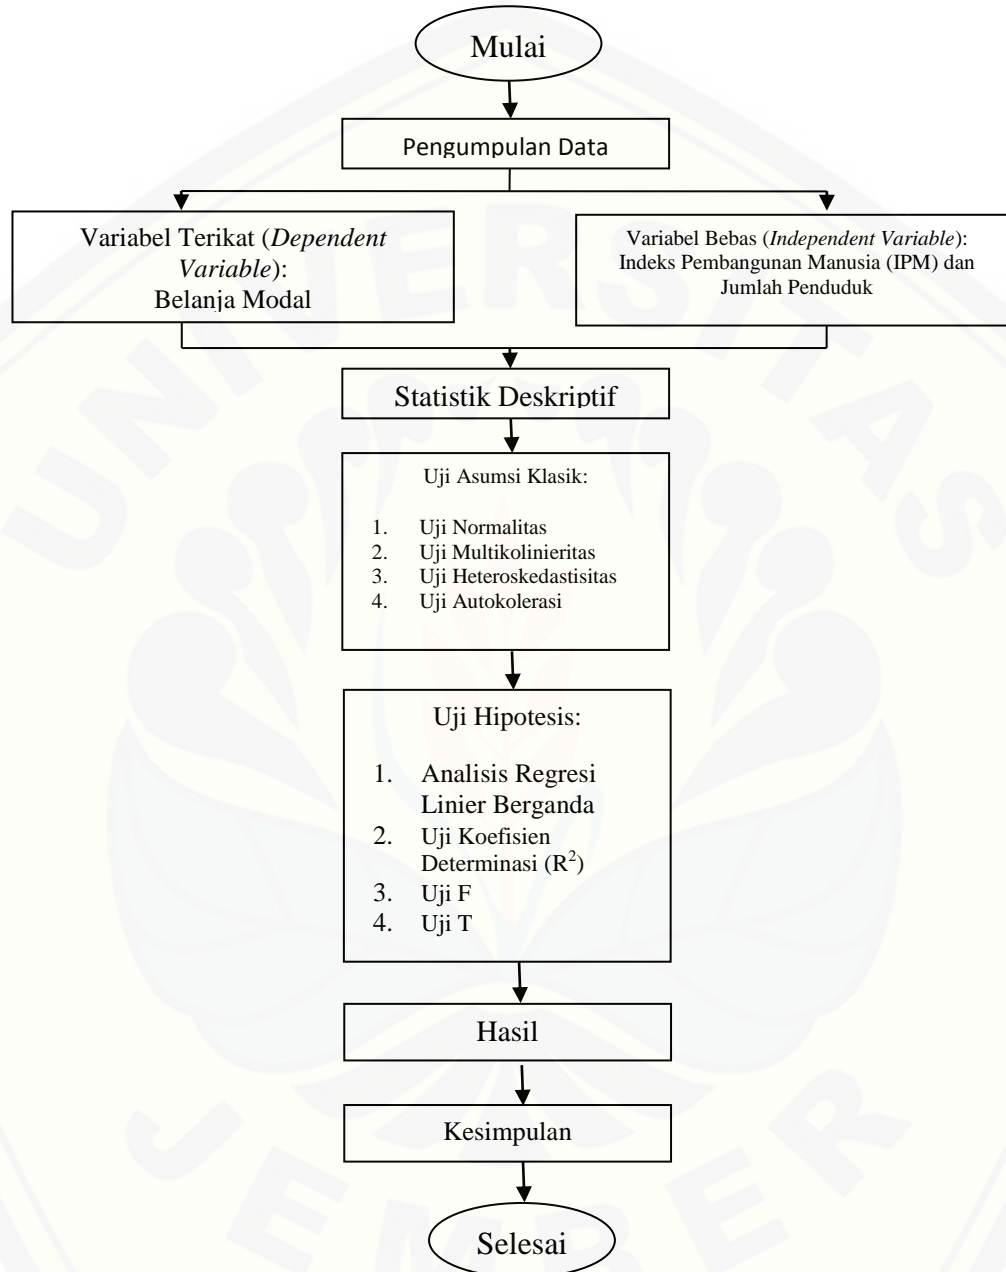 Mulai
Pengumpulan Data
Variabel Terikat (Dependent
Variable):
Belanja Modal
Variabel Bebas (Independent Variable):
Indeks Pembangunan Manusia (IPM) dan
Jumlah Penduduk
Statistik Deskriptif
Uji Asumsi Klasik:
1. Uji Normalitas
2. Uji Multikolinieritas
3. Uji Heteroskedastisitas
4. Uji Autokolerasi
Uji Hipotesis:
1. Analisis Regresi
Linier Berganda
2. Uji Koefisien
Determinasi (R²)
3. Uji F
4. Uji T
Hasil
Kesimpulan
Selesai
UNIVERSITAS
JEMBER